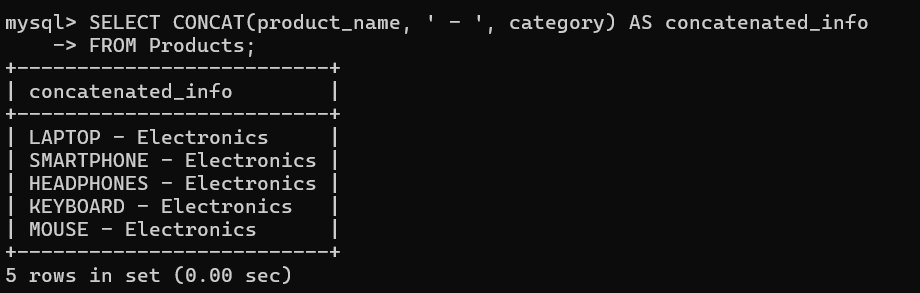 mysql> SELECT CONCAT(product_name, ' - ', category) AS concatenated_info
    -> FROM Products;
+--------------------------+
| concatenated_info        |
+--------------------------+
| LAPTOP - Electronics     |
| SMARTPHONE - Electronics |
| HEADPHONES - Electronics |
| KEYBOARD - Electronics   |
| MOUSE - Electronics      |
+--------------------------+
5 rows in set (0.00 sec)